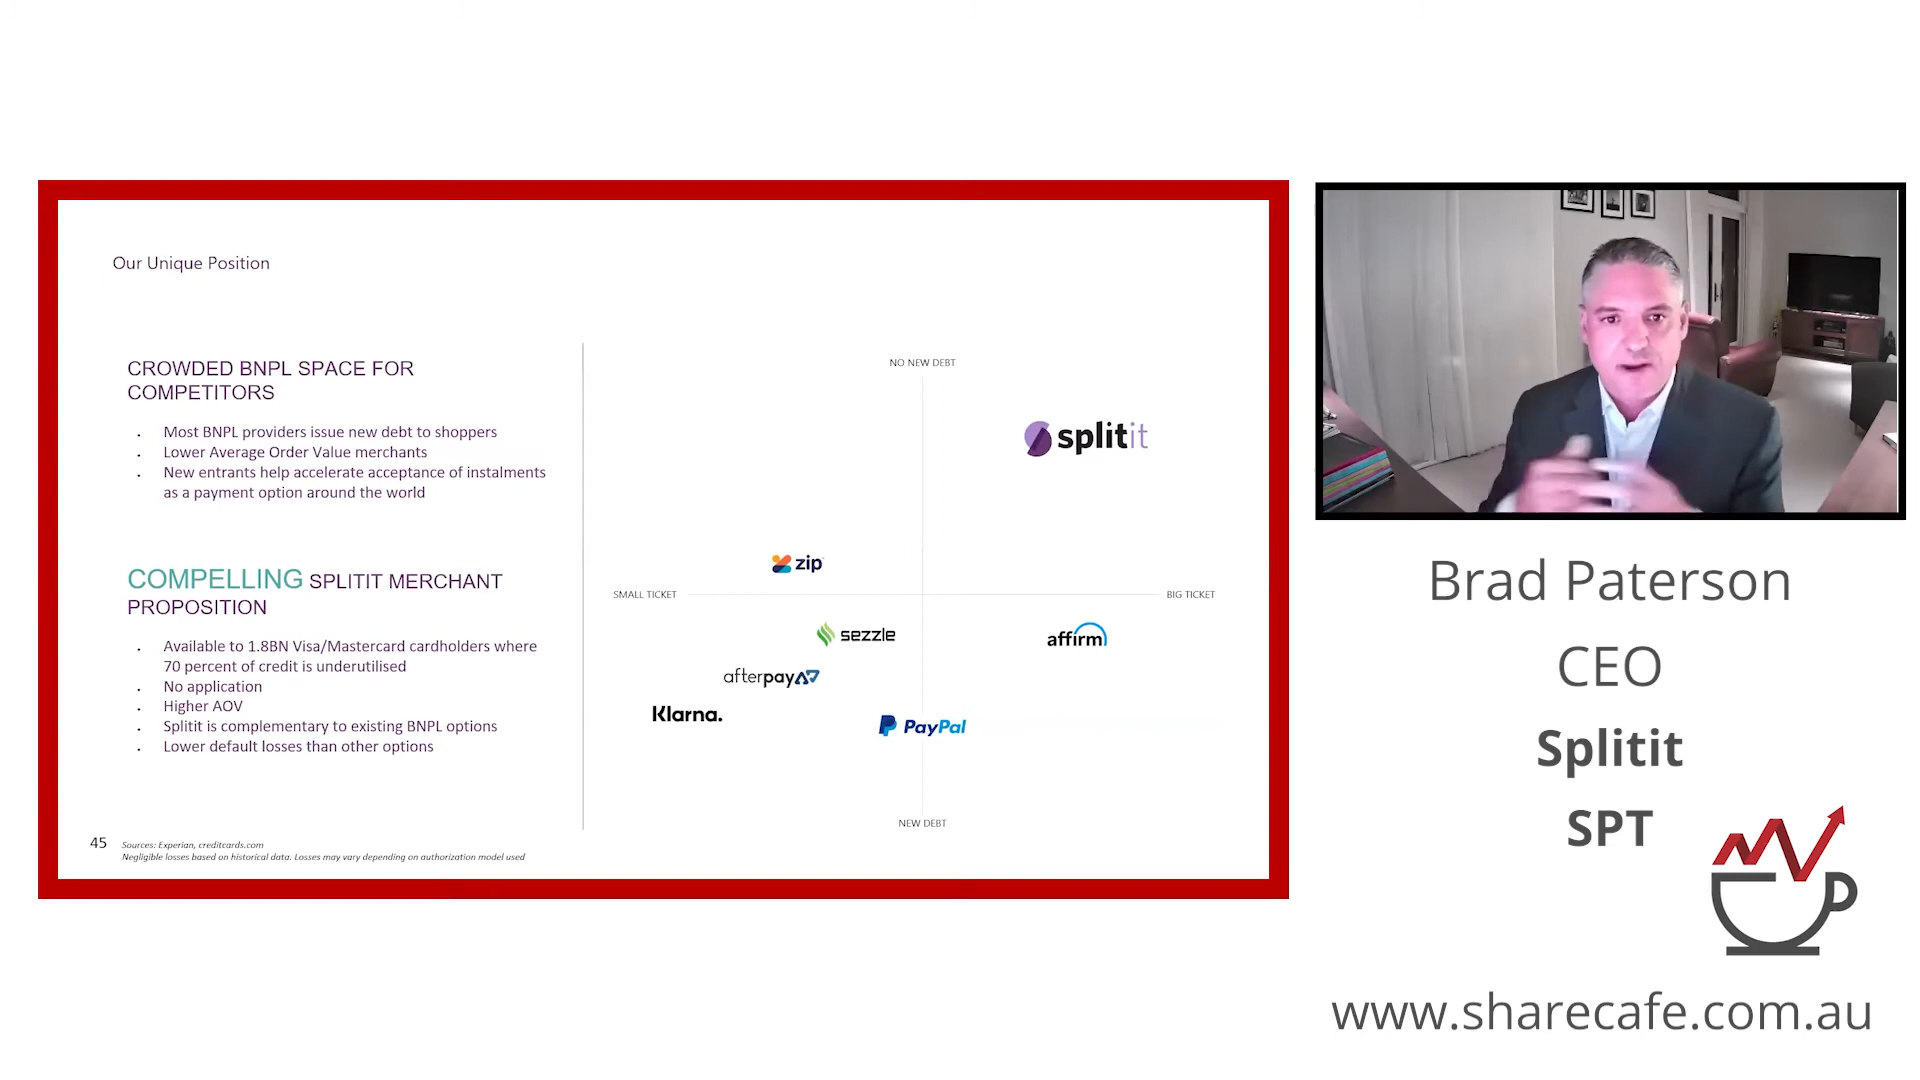 Our Unique Position
CROWDED BNPL SPACE FOR
COMPETITORS
Most BNPL providers issue new debt to shoppers
Lower Average Order Value merchants
New entrants help accelerate acceptance of instalments
as a payment option around the world
COMPELLING SPLITIT MERCHANT
PROPOSITION
Available to 1.8BN Visa/Mastercard cardholders where
70 percent of credit is underutilised
No application
Higher AOV
Splitit is complementary to existing BNPL options
Lower default losses than other options
45
Sources: Experian, creditcards.com
Negligible losses based on historical data. Losses may vary depending on authorization model used
NO NEW DEBT
splitit
zip
SMALL TICKET
BIG TICKET
sezzle
affirm
afterpay
Klarna.
PayPal
NEW DEBT
Brad Paterson
CEO
Splitit
SPT
www.sharecafe.com.au